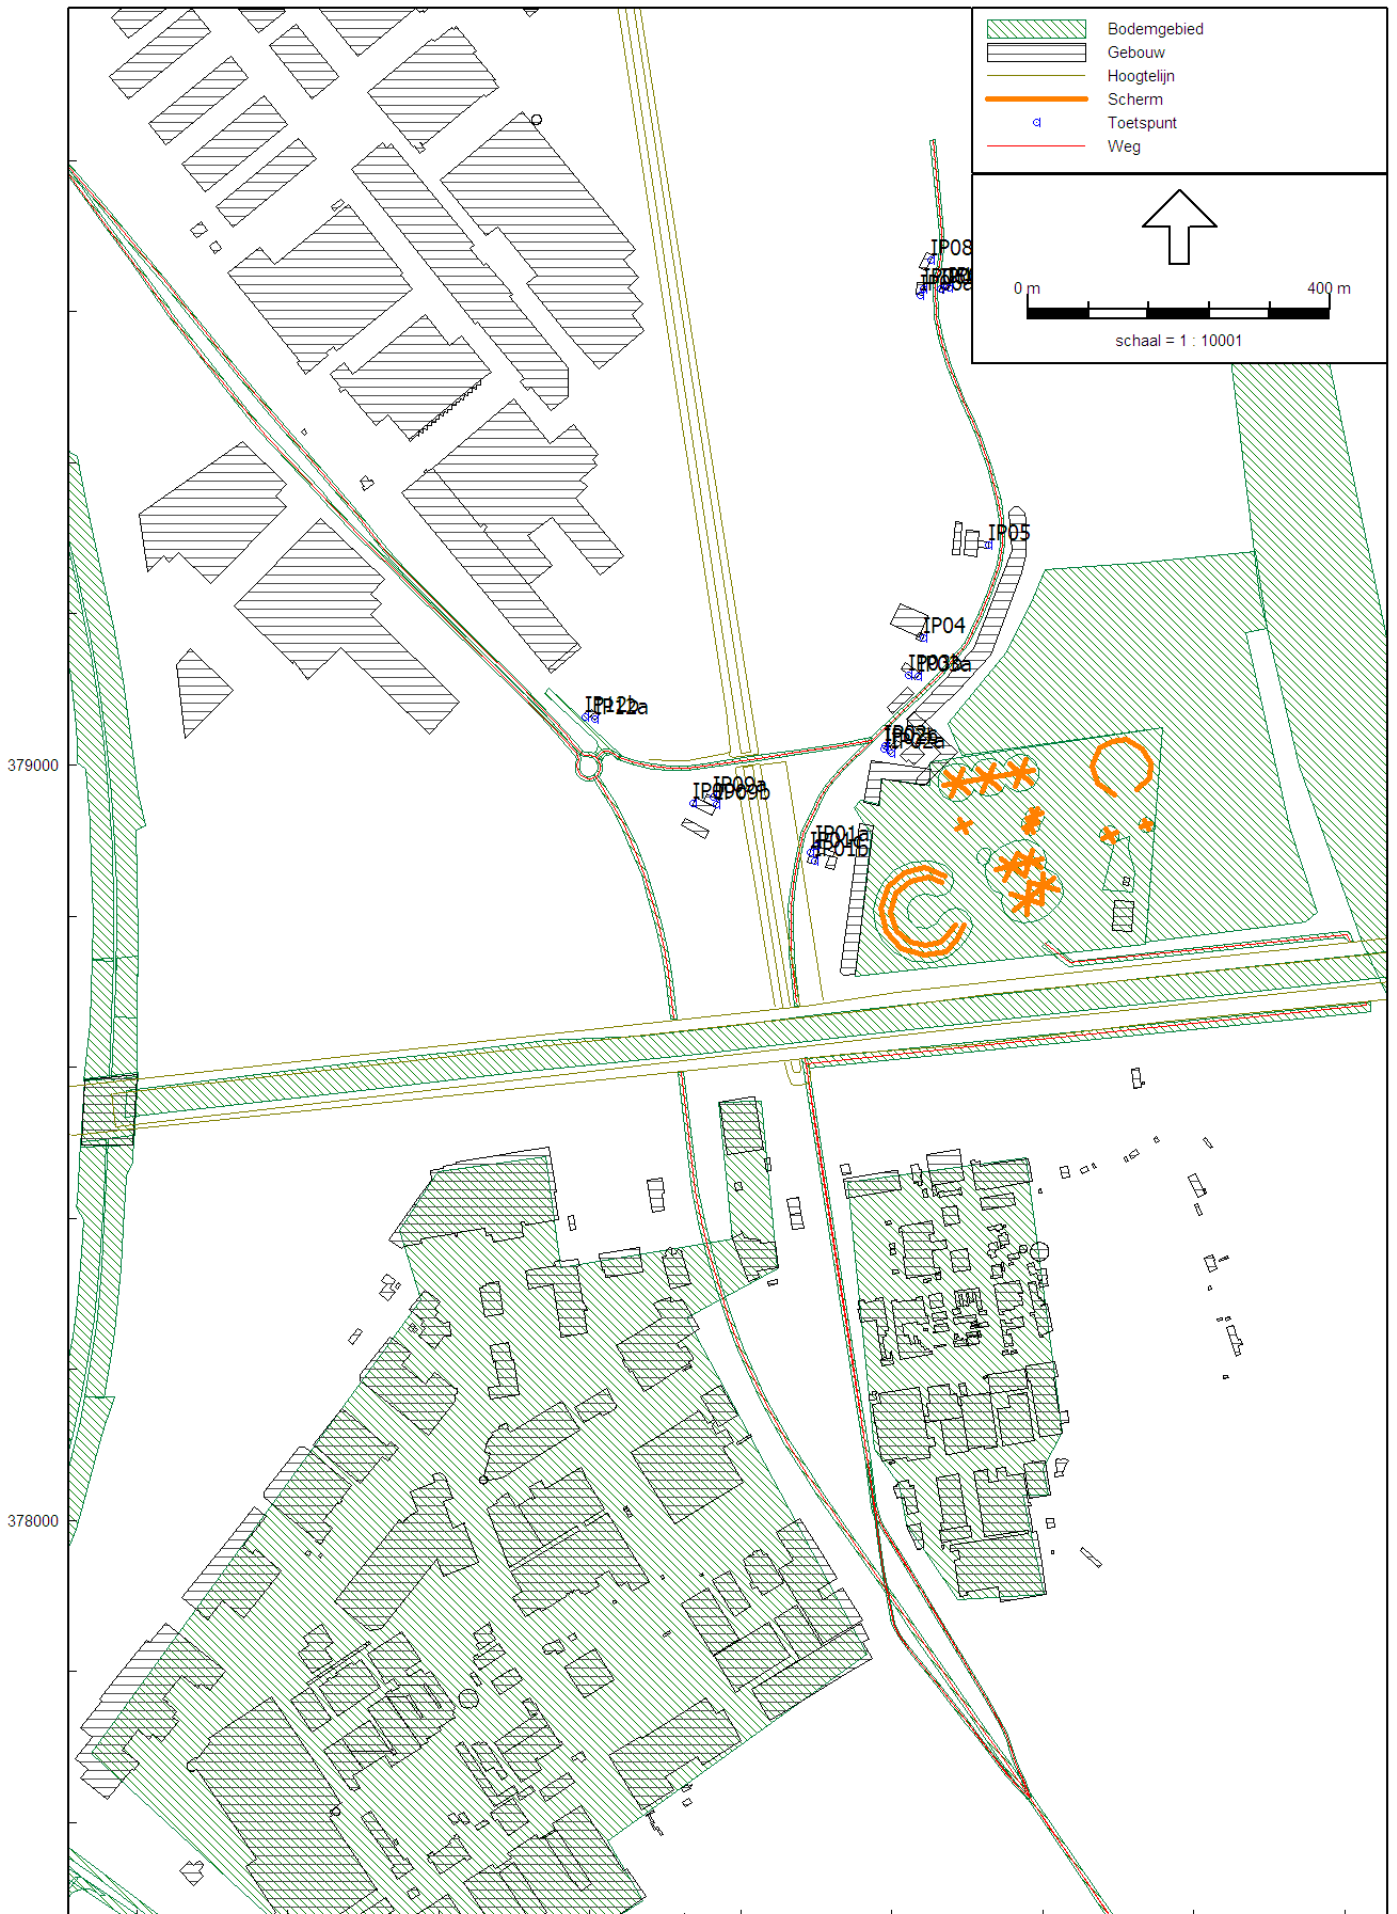 Bodemgebied
Gebouw
Hoogtelijn
Scherm
Toetspunt
Weg
0 m 400 m
schaal = 1 : 10001
IP08
IP05
IP04
IP03a
IP12b
IP12a
IP02a
379000
IP09a
IP09b
IP01a
IP01b
378000